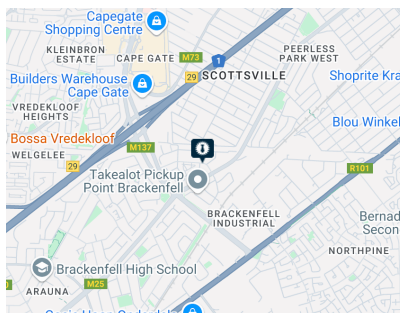 Capegate
Shopping Centre
1
PEERLESS
PARK WEST
KLEINBRON
ESTATE
CAPE GATE
M73
29
SCOTTSVILLE
Shoprite Kra
Builders Warehouse
Cape Gate
VREDEKLOOF
HEIGHTS
Blou Winkel
Bossa Vredekloof
M137
WELGELEE
29
R101
Takealot Pickup
Point Brackenfell
BRACKENFELL
INDUSTRIAL
Bernad
Secon
NORTHPINE
Brackenfell High School
ARAUNA
M25